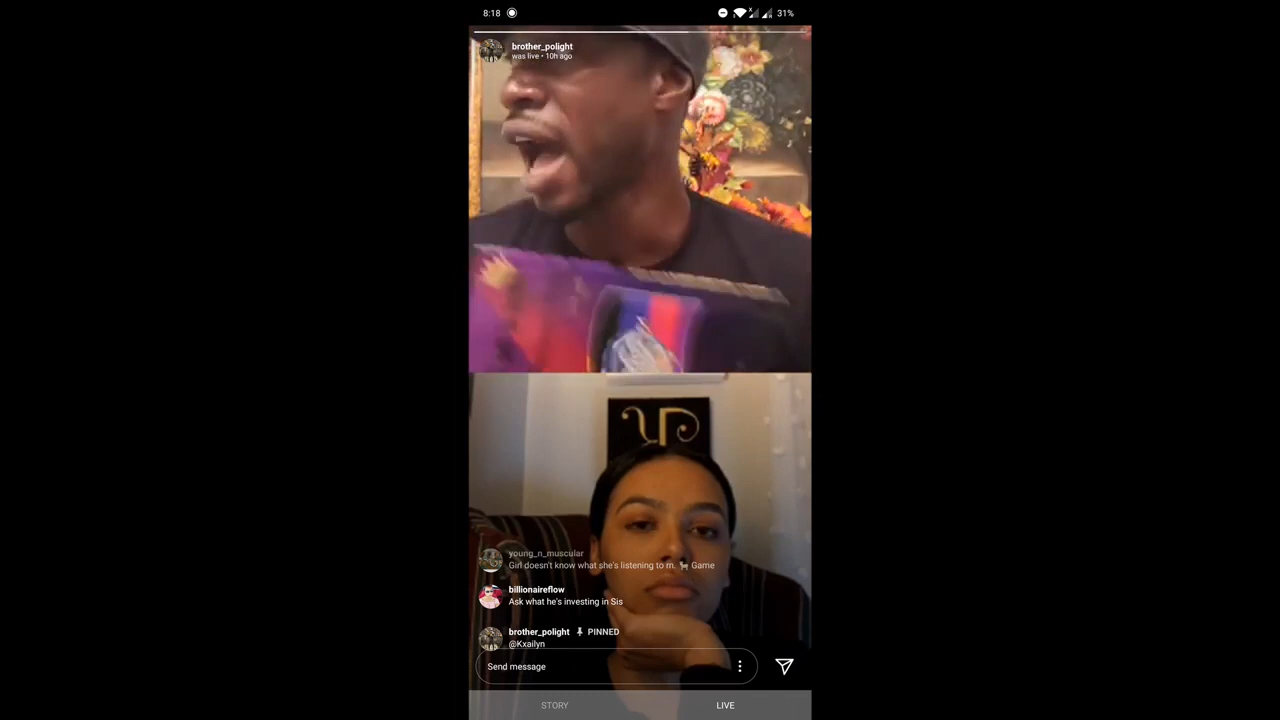 8:18
31%
brother_polight
was live • 10h ago
young_n_muscular
Girl doesn't know what she's listening to rn. 🐐 Game
billionaireflow
Ask what he's investing in Sis
brother_polight PINNED
@Kxailyn
Send message
STORY LIVE